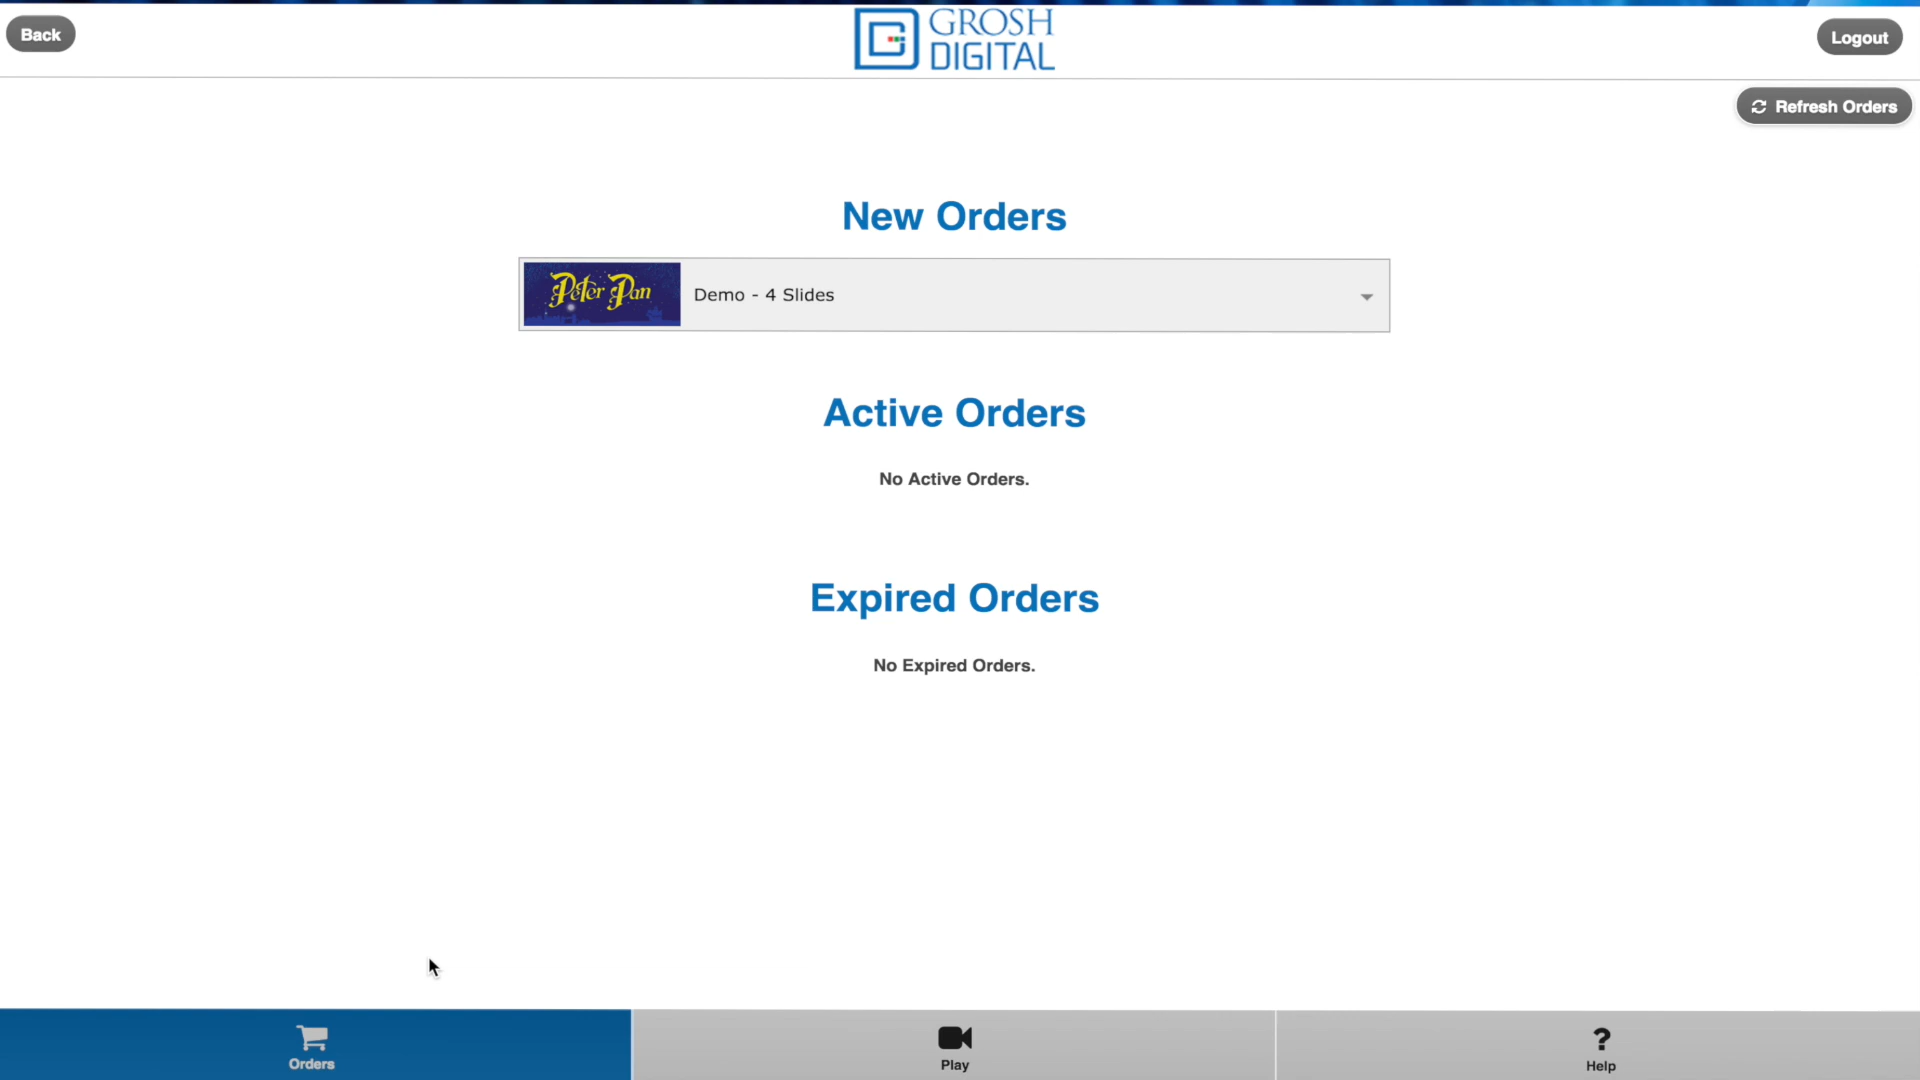 Back
GROSH
DIGITAL
Logout
Refresh Orders
New Orders
Peter Pan
Demo - 4 Slides
Active Orders
No Active Orders.
Expired Orders
No Expired Orders.
Orders
Play
Help